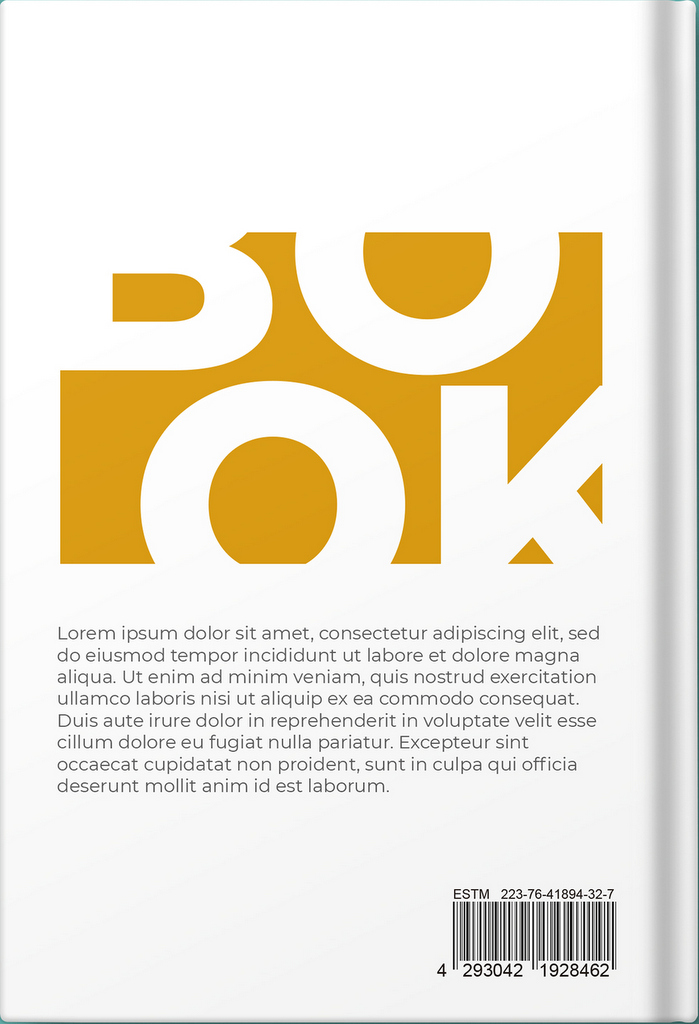 BO
OK
Lorem ipsum dolor sit amet, consectetur adipiscing elit, sed
do eiusmod tempor incididunt ut labore et dolore magna
aliqua. Ut enim ad minim veniam, quis nostrud exercitation
ullamco laboris nisi ut aliquip ex ea commodo consequat.
Duis aute irure dolor in reprehenderit in voluptate velit esse
cillum dolore eu fugiat nulla pariatur. Excepteur sint
occaecat cupidatat non proident, sunt in culpa qui officia
deserunt mollit anim id est laborum.
ESTM 223-76-41894-32-7
4 293042 1928462